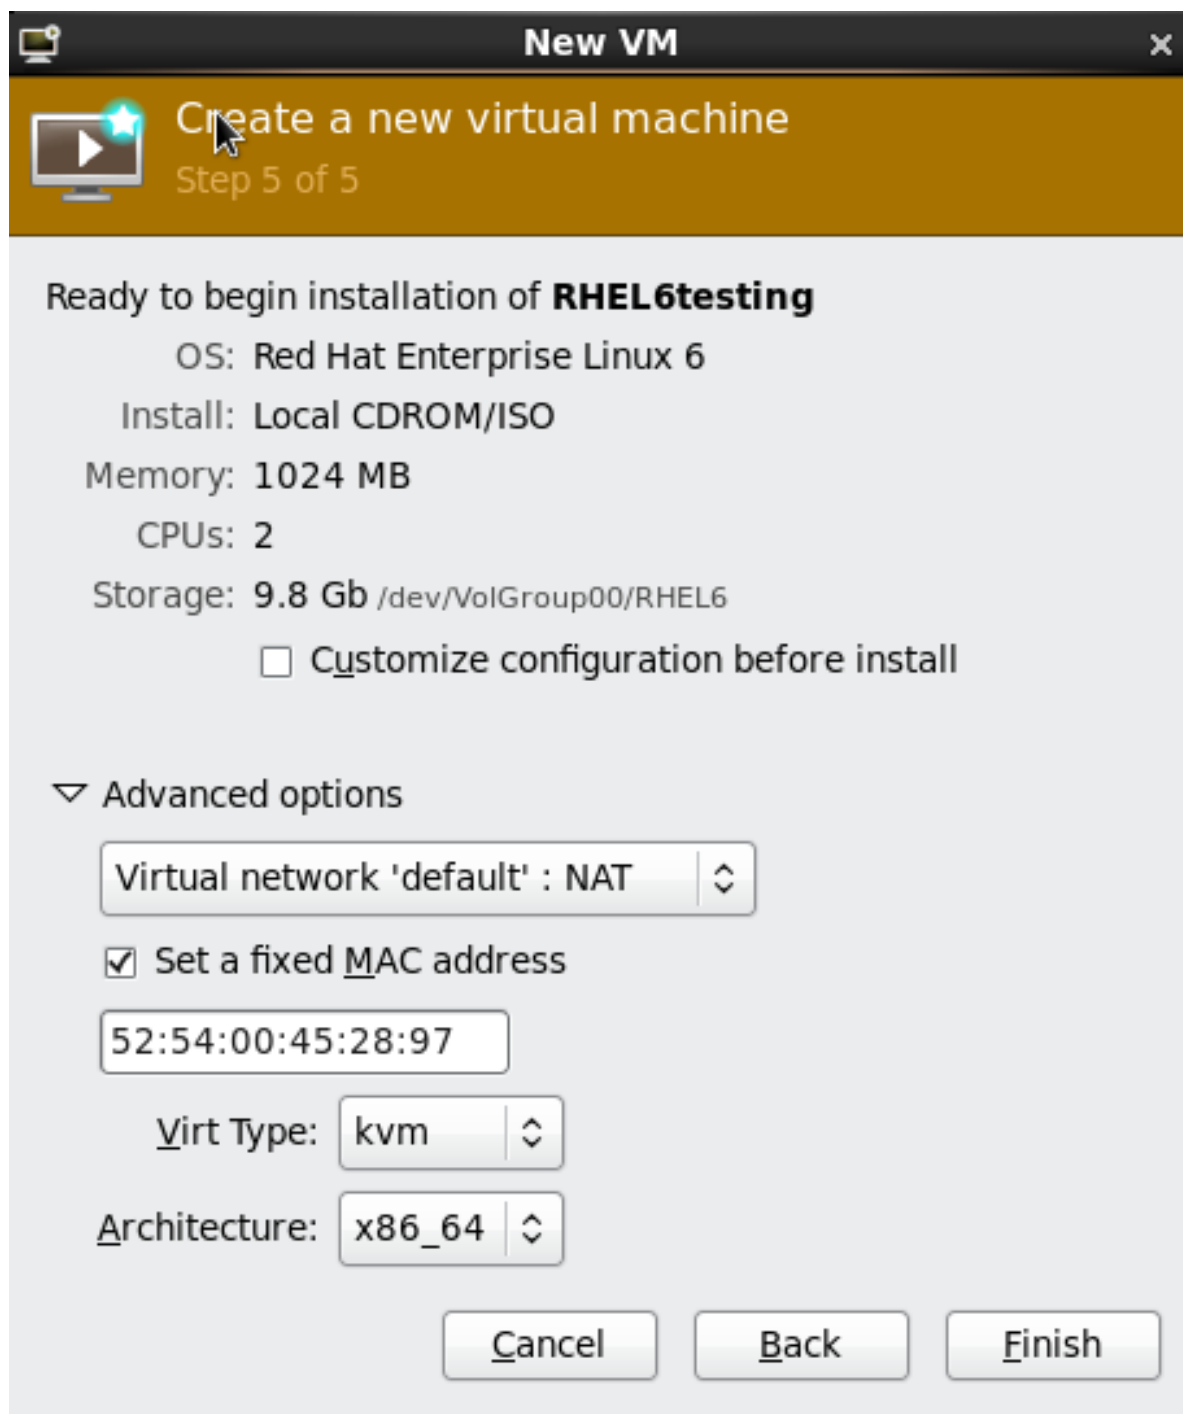 New VM
Create a new virtual machine
Step 5 of 5
Ready to begin installation of RHEL6testing
OS: Red Hat Enterprise Linux 6
Install: Local CDROM/ISO
Memory: 1024 MB
CPUs: 2
Storage: 9.8 Gb /dev/VolGroup00/RHEL6
Customize configuration before install
Advanced options
Virtual network 'default' : NAT
Set a fixed MAC address
52:54:00:45:28:97
Virt Type: kvm
Architecture: x86_64
Cancel Back Finish